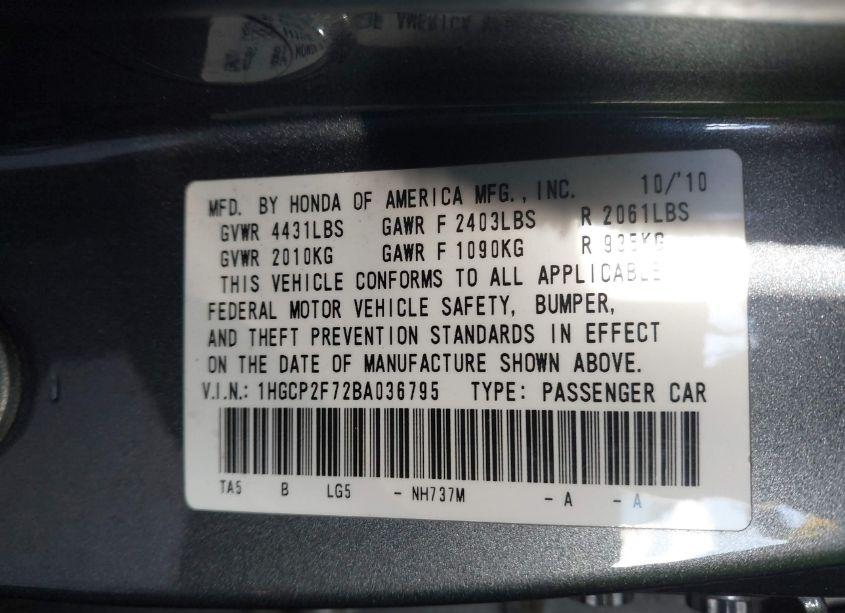 MFD. BY HONDA OF AMERICA MFG., INC. 10/'10
GVWR 4431LBS GAWR F 2403LBS R 2061LBS
GVWR 2010KG GAWR F 1090KG R 935KG
THIS VEHICLE CONFORMS TO ALL APPLICABLE
FEDERAL MOTOR VEHICLE SAFETY, BUMPER,
AND THEFT PREVENTION STANDARDS IN EFFECT
ON THE DATE OF MANUFACTURE SHOWN ABOVE.
V.I.N.: 1HGCP2F72BA036795 TYPE: PASSENGER CAR
TA5 B LG5 - NH737M - A - A